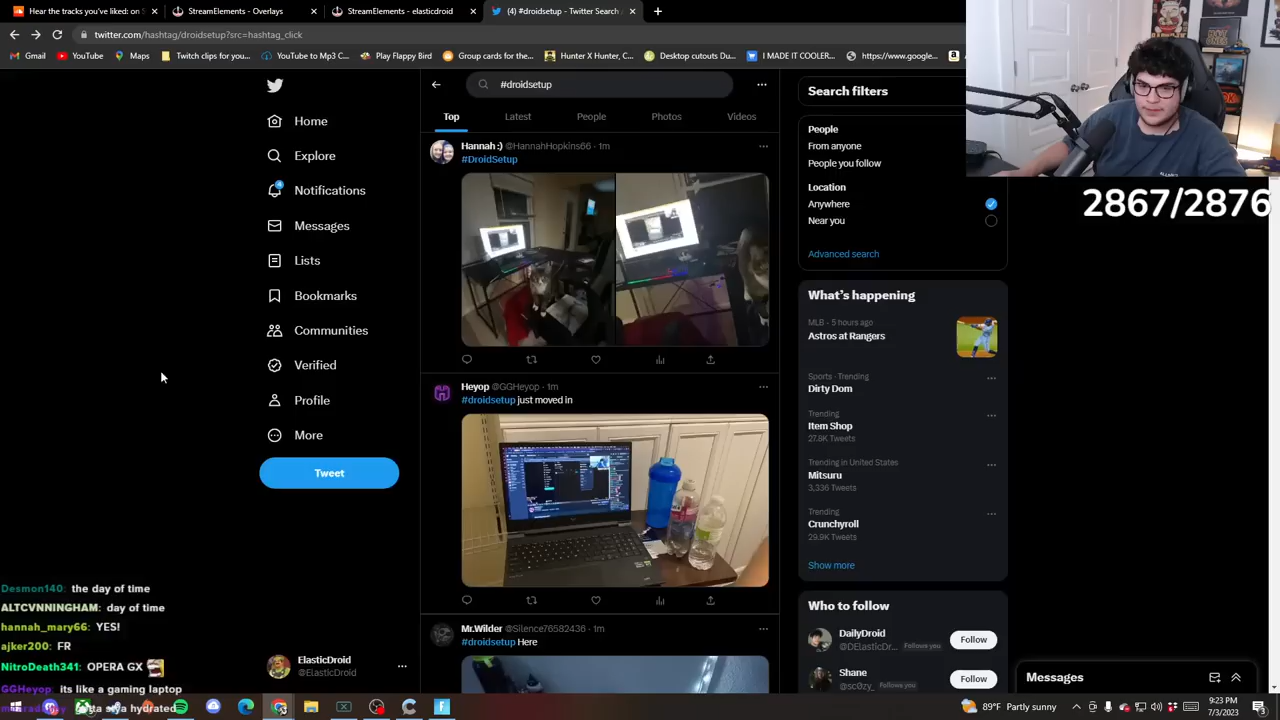 Hear the tracks you've liked: on S
StreamElements - Overlays
StreamElements - elasticdroid
(4) #droidsetup - Twitter Search /
twitter.com/hashtag/droidsetup?src=hashtag_click
Gmail
YouTube
Maps
Twitch clips for you...
YouTube to Mp3 C...
Play Flappy Bird
Group cards for the...
Hunter X Hunter, C...
Desktop cutouts Du...
I MADE IT COOLER...
https://www.google...
#droidsetup
Top
Latest
People
Photos
Videos
Home
Explore
4
Notifications
Messages
Lists
Bookmarks
Communities
Verified
Profile
More
Tweet
ElasticDroid
@ElasticDroid
Hannah :) @HannahHopkins66 · 1m
#DroidSetup
Heyop @GGHeyop · 1m
#droidsetup just moved in
Mr.Wilder @Silence76582436 · 1m
#droidsetup Here
Search filters
People
From anyone
People you follow
Location
Anywhere
Near you
Advanced search
What's happening
MLB · 5 hours ago
Astros at Rangers
Sports · Trending
Dirty Dom
Trending
Item Shop
27.6K Tweets
Trending in United States
Mitsuru
3,336 Tweets
Trending
Crunchyroll
29.9K Tweets
Show more
Who to follow
DailyDroid
@DElasticDr... Follows you
Follow
Shane
@sc0zy_ Follows you
Follow
2867/2876
Messages
Desmon140: the day of time
ALTCVNNINGHAM: day of time
hannah_mary66: YES!
ajker200: FR
NitroDeath341: OPERA GX
GGHeyop: its like a gaming laptop
89°F Partly sunny
9:23 PM
7/3/2023
3